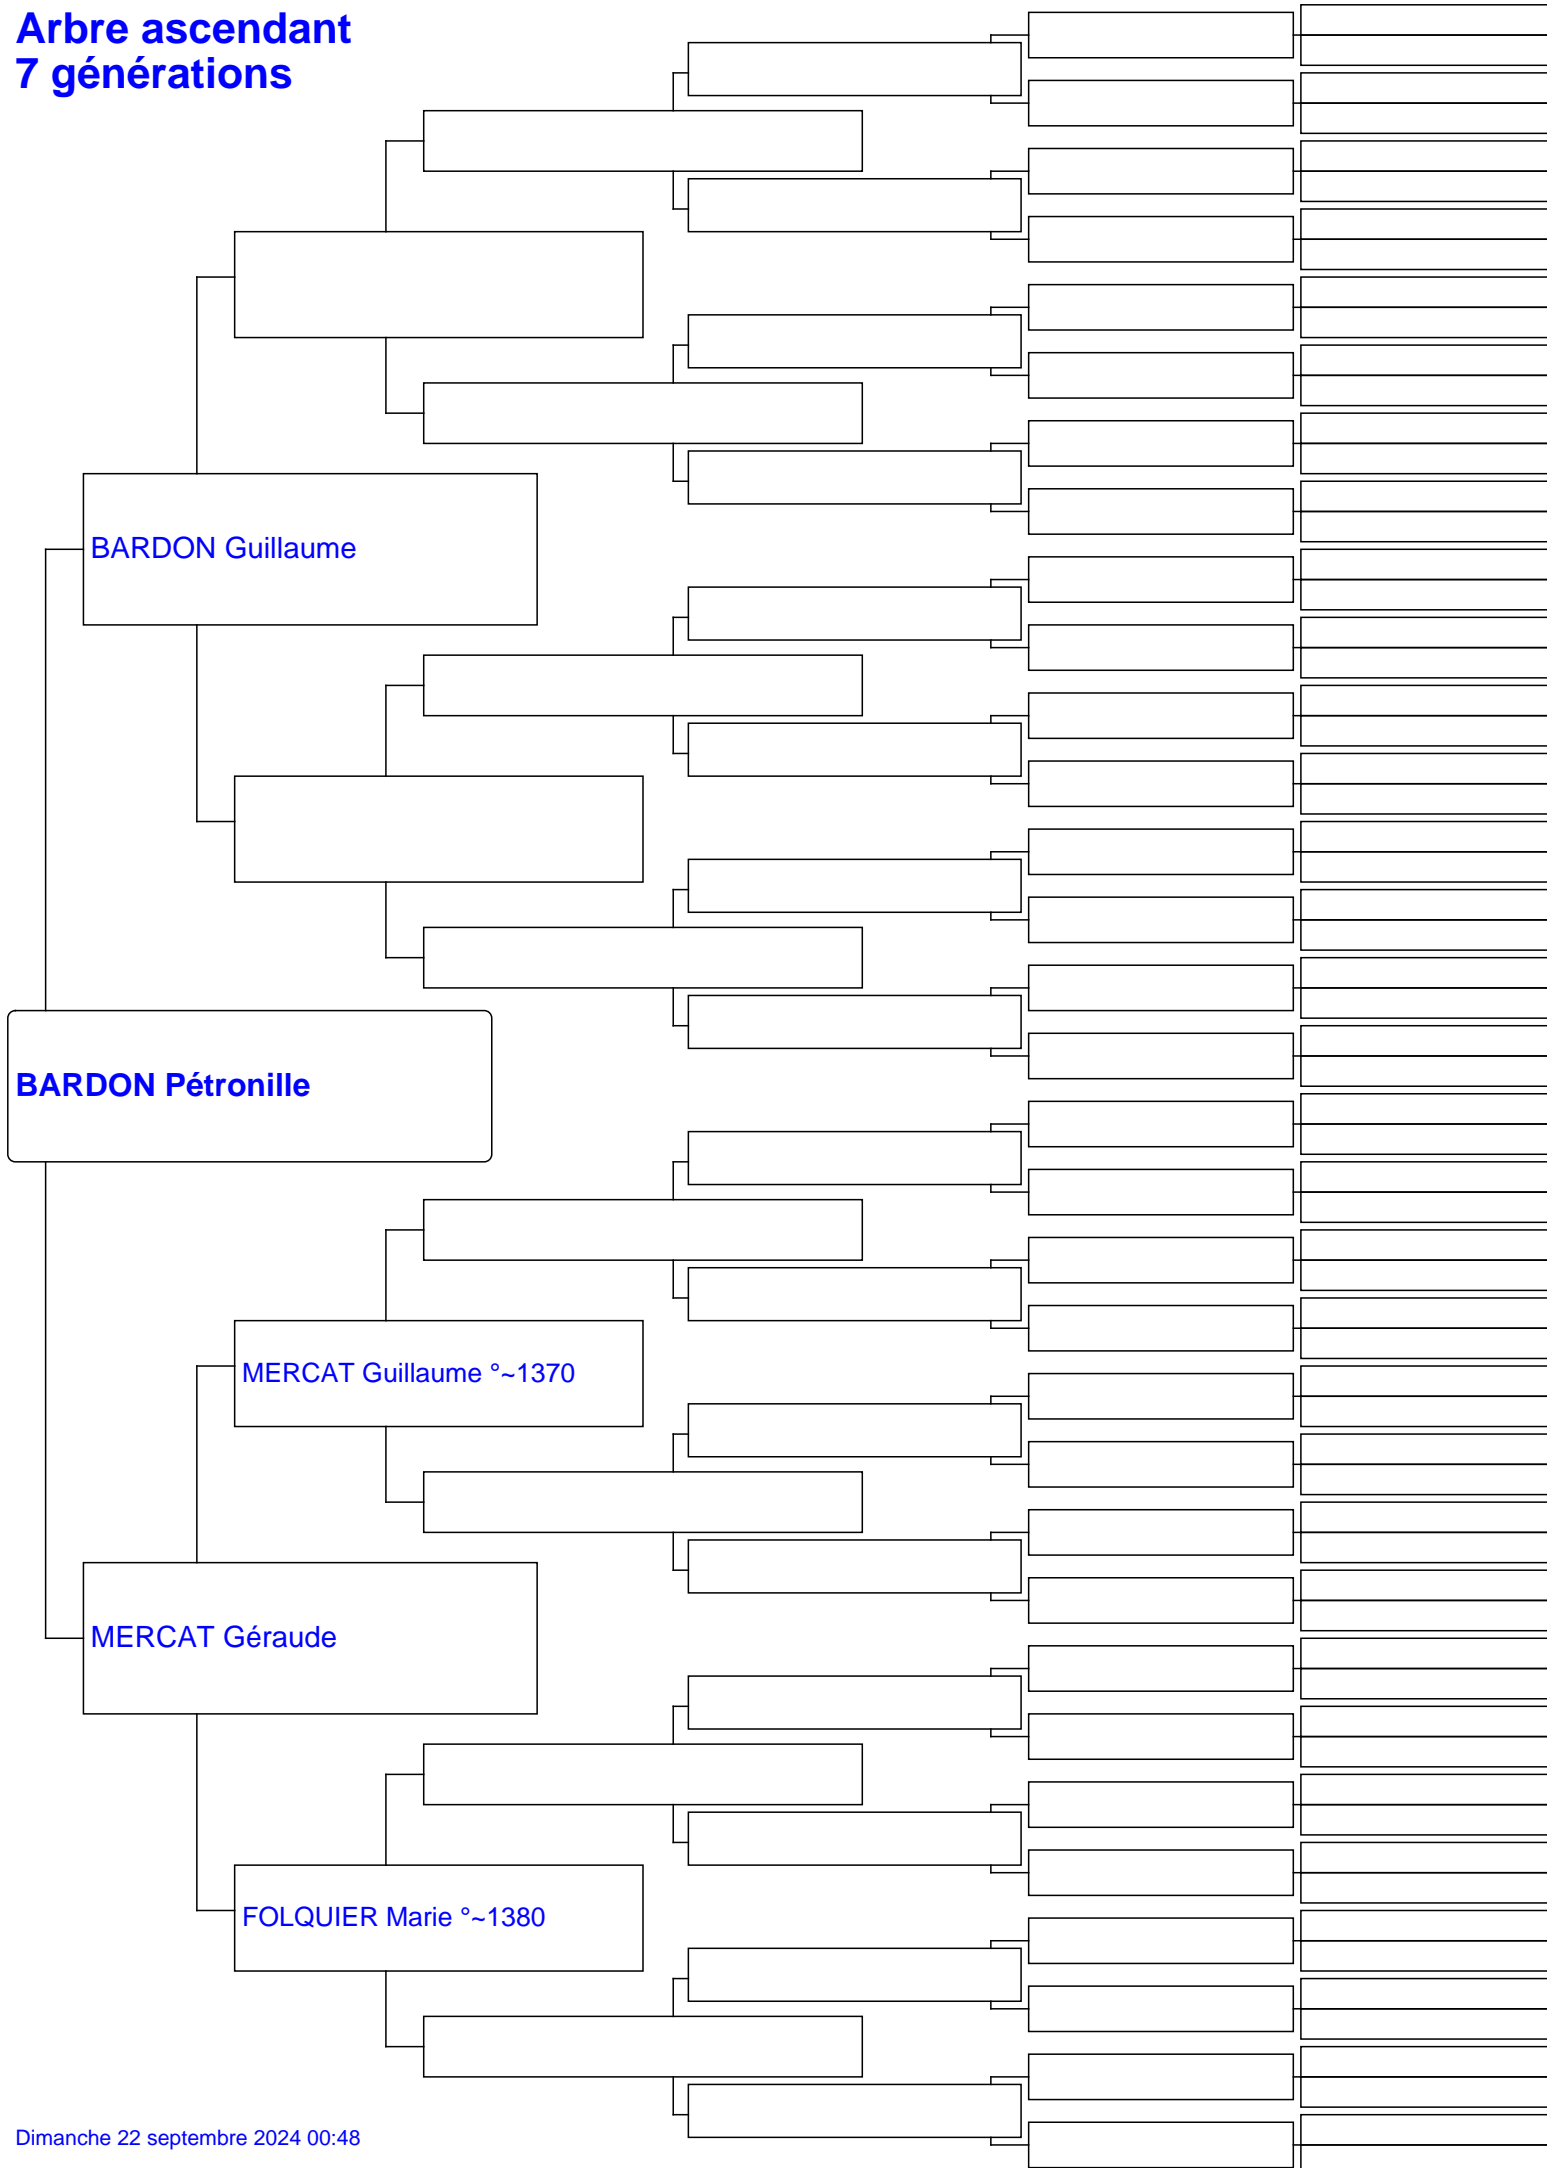 Arbre ascendant
7 générations
BARDON Guillaume
BARDON Pétronille
MERCAT Guillaume °~1370
MERCAT Géraude
FOLQUIER Marie °~1380
Dimanche 22 septembre 2024 00:48